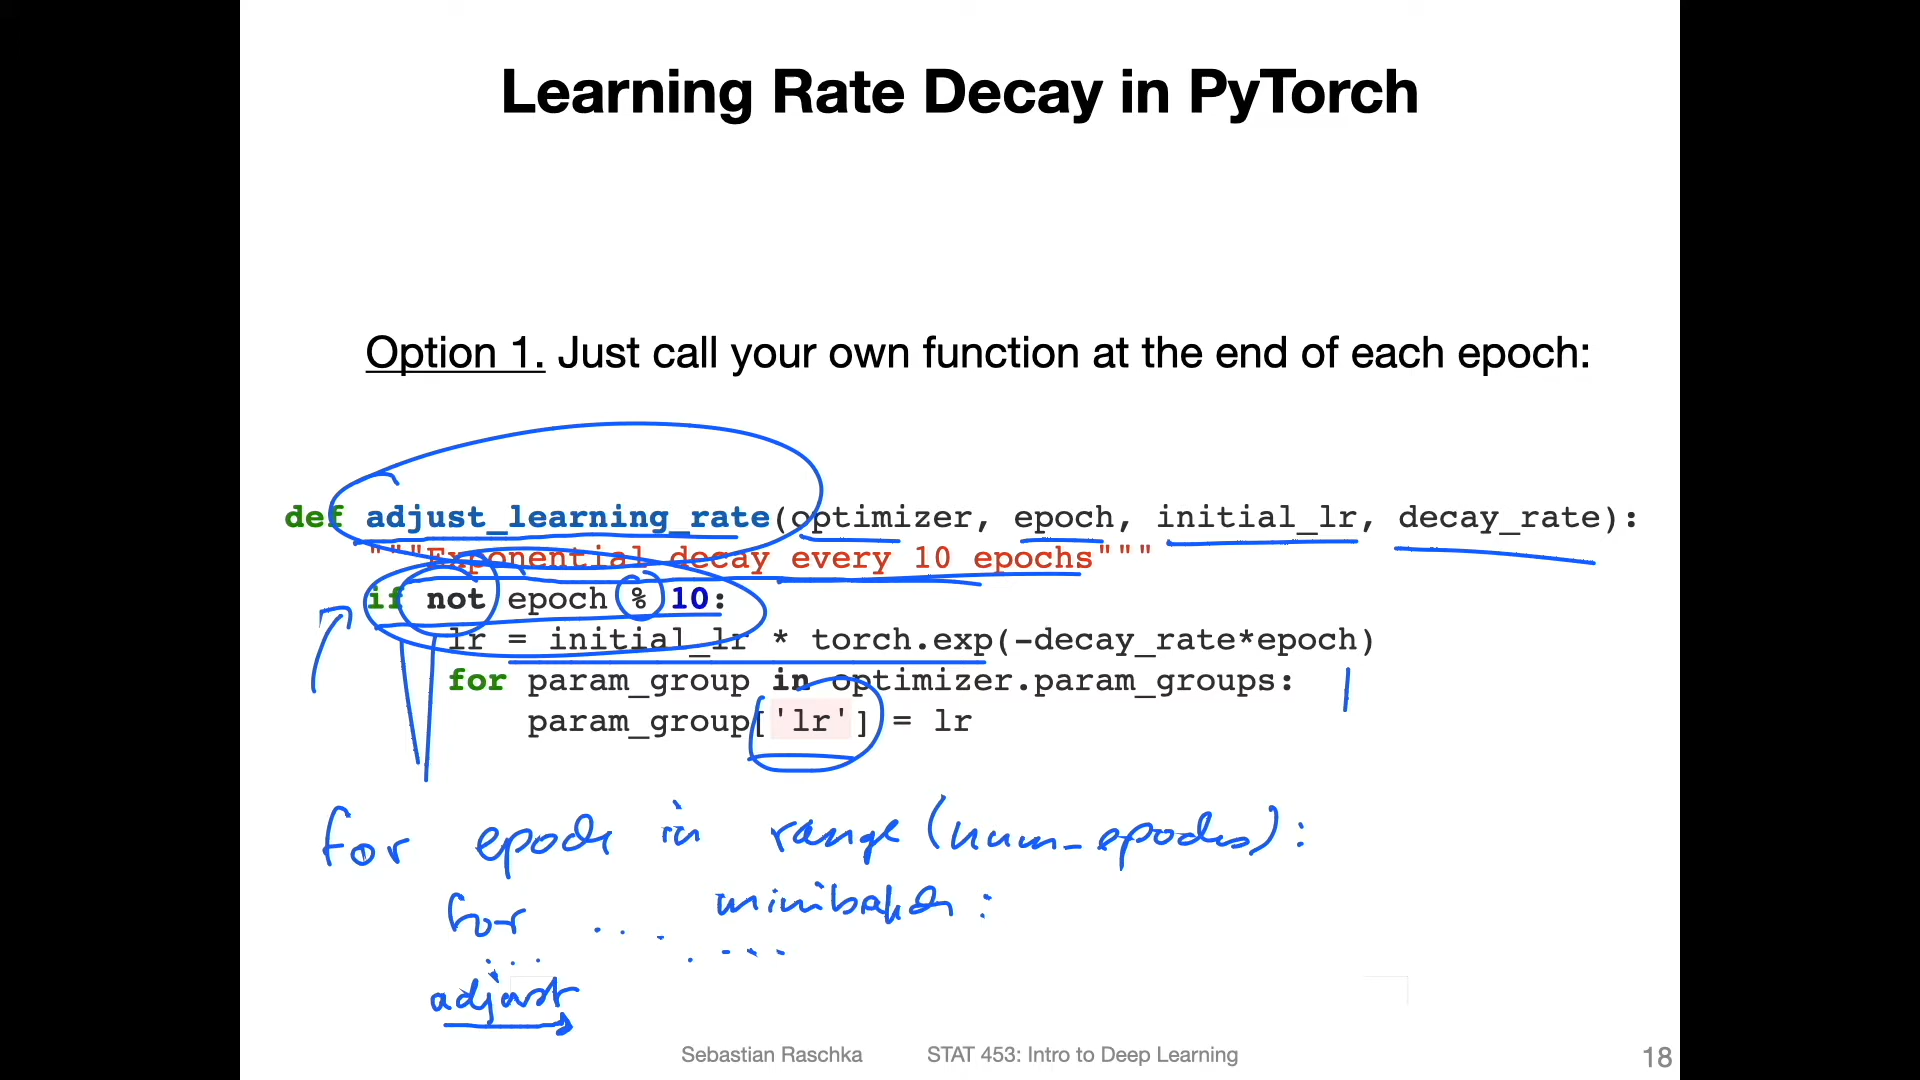 Learning Rate Decay in PyTorch
Option 1. Just call your own function at the end of each epoch:
def adjust_learning_rate(optimizer, epoch, initial_lr, decay_rate):
"""Exponential decay every 10 epochs"""
if not epoch % 10:
lr = initial_lr * torch.exp(-decay_rate*epoch)
for param_group in optimizer.param_groups:
param_group['lr'] = lr
for epoch in range(num_epochs):
for .... minibatch:
... ....
adjust
Sebastian Raschka STAT 453: Intro to Deep Learning 18